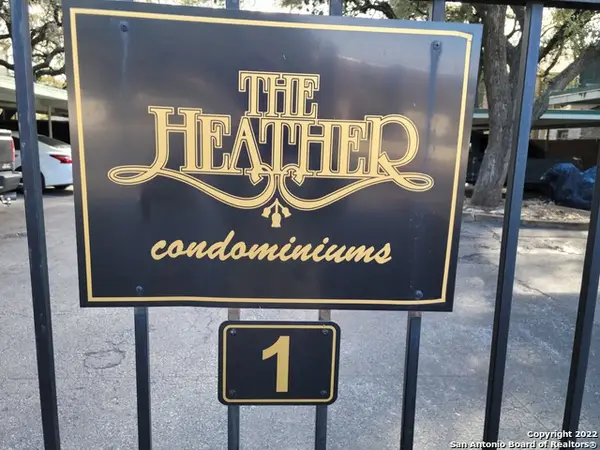 THE
HEATHER
condominiums
1
Copyright 2022
San Antonio Board of Realtors®